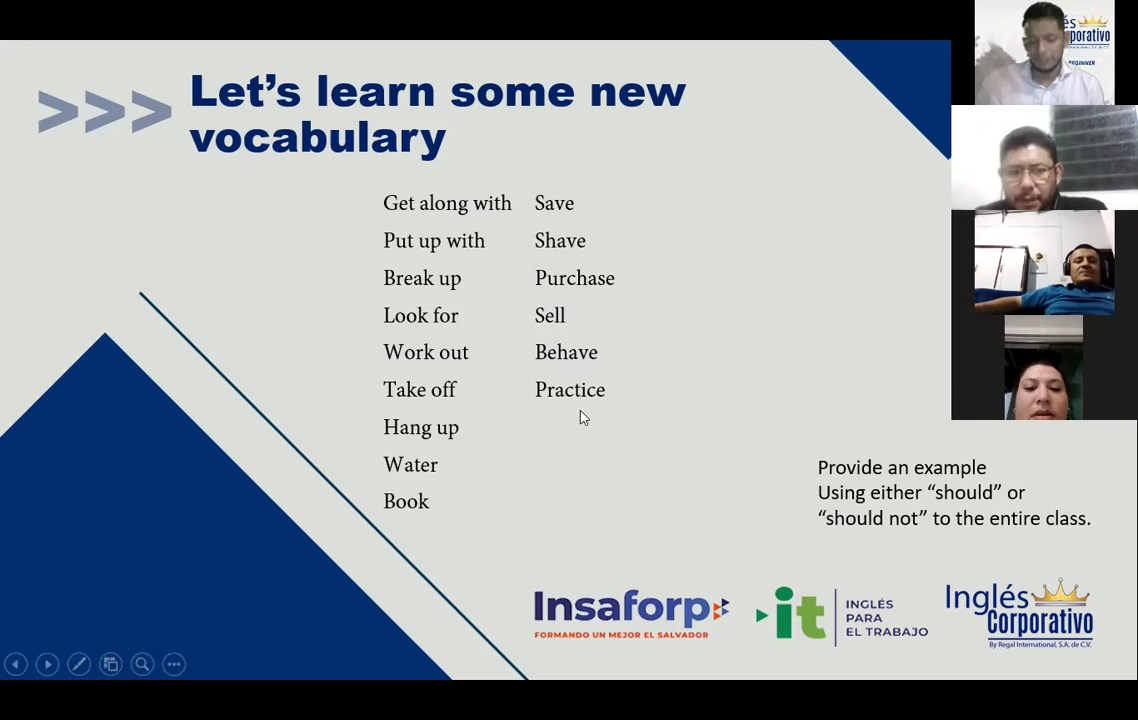 >>> Let’s learn some new
vocabulary
Get along with
Put up with
Break up
Look for
Work out
Take off
Hang up
Water
Book
Save
Shave
Purchase
Sell
Behave
Practice
Provide an example
Using either “should” or
“should not” to the entire class.
Insaforp
FORMANDO UN MEJOR EL SALVADOR
it
INGLÉS
PARA
EL TRABAJO
Inglés
Corporativo
By Regal International, S.A. de C.V.
és
porativo